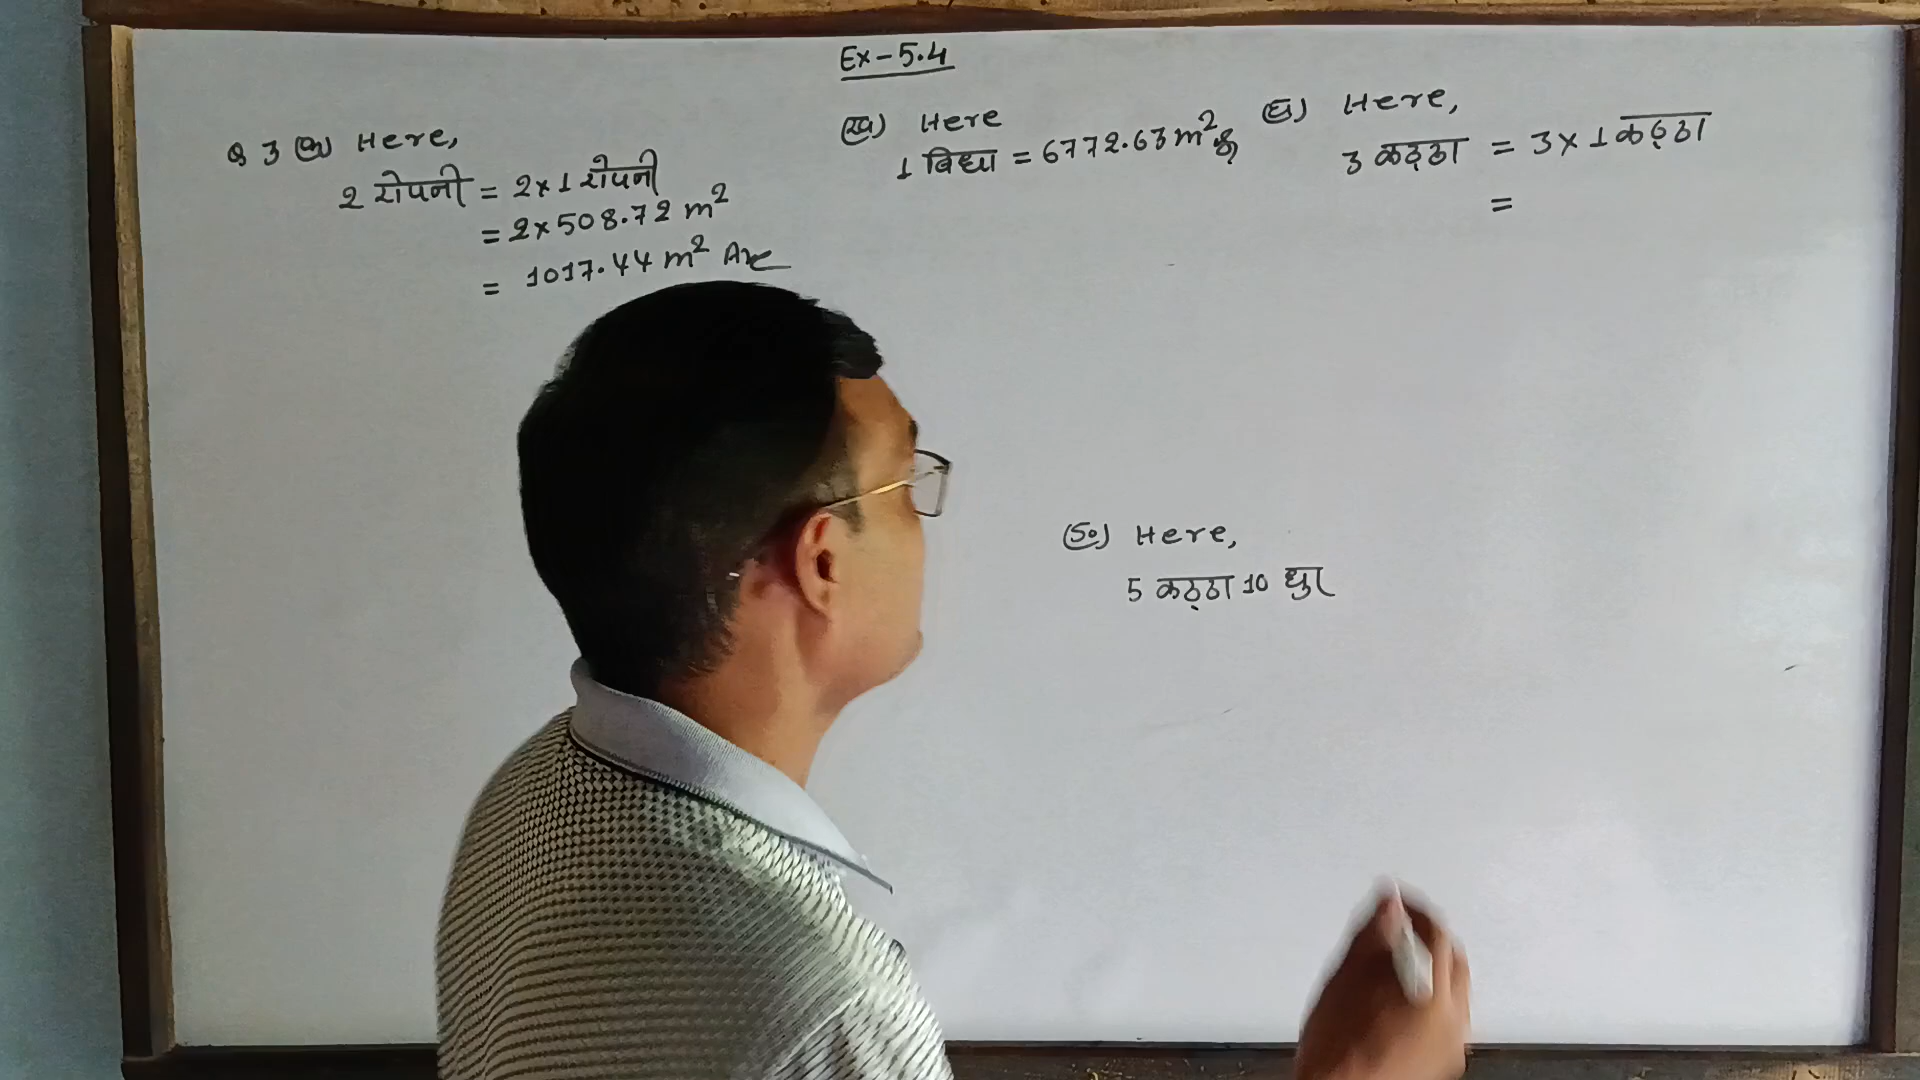 Ex-5.4
Q 3 (क) Here,
2 रोपनी = 2×1 रोपनी
= 2×508.72 m²
= 1017.44 m² Ans
(ख) Here
1 बिघा = 6772.63 m²
(घ) Here,
3 कठ्ठा = 3×1 कठ्ठा
=
(ङ) Here,
5 कठ्ठा 10 धुर